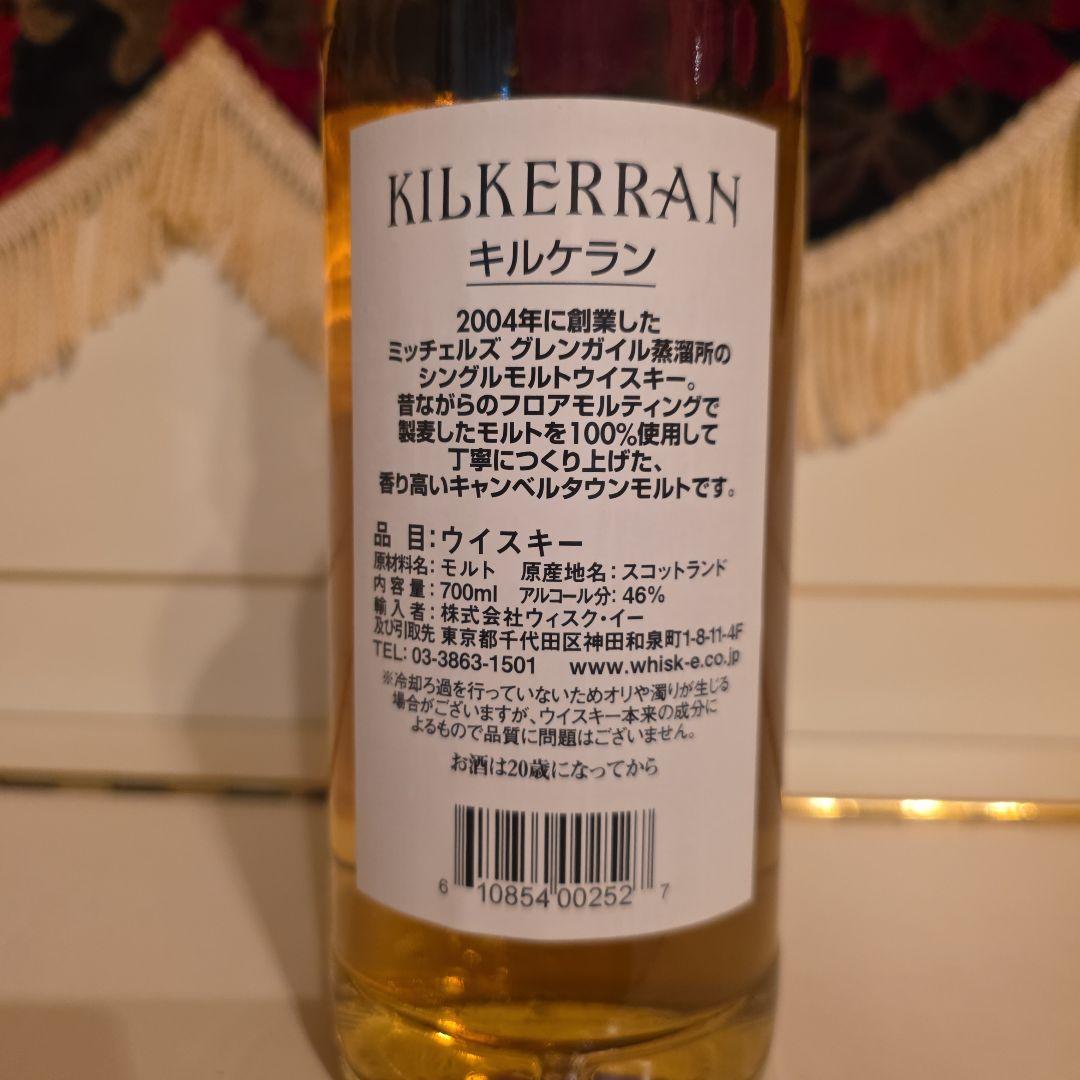 KILKERRAN
キルケラン
2004年に創業した
ミッチェルズ グレンガイル蒸溜所の
シングルモルトウイスキー。
昔ながらのフロアモルティングで
製麦したモルトを100%使用して
丁寧につくり上げた、
香り高いキャンベルタウンモルトです。
品 目:ウイスキー
原材料名:モルト 原産地名:スコットランド
内容量:700ml アルコール分:46%
輸入者:株式会社ウィスク・イー
及び引取先 東京都千代田区神田和泉町1-8-11-4F
TEL:03-3863-1501 www.whisk-e.co.jp
※冷却ろ過を行っていないためオリや濁りが生じる
場合がございますが、ウイスキー本来の成分に
よるもので品質に問題はございません。
お酒は20歳になってから
6 10854 00252 7